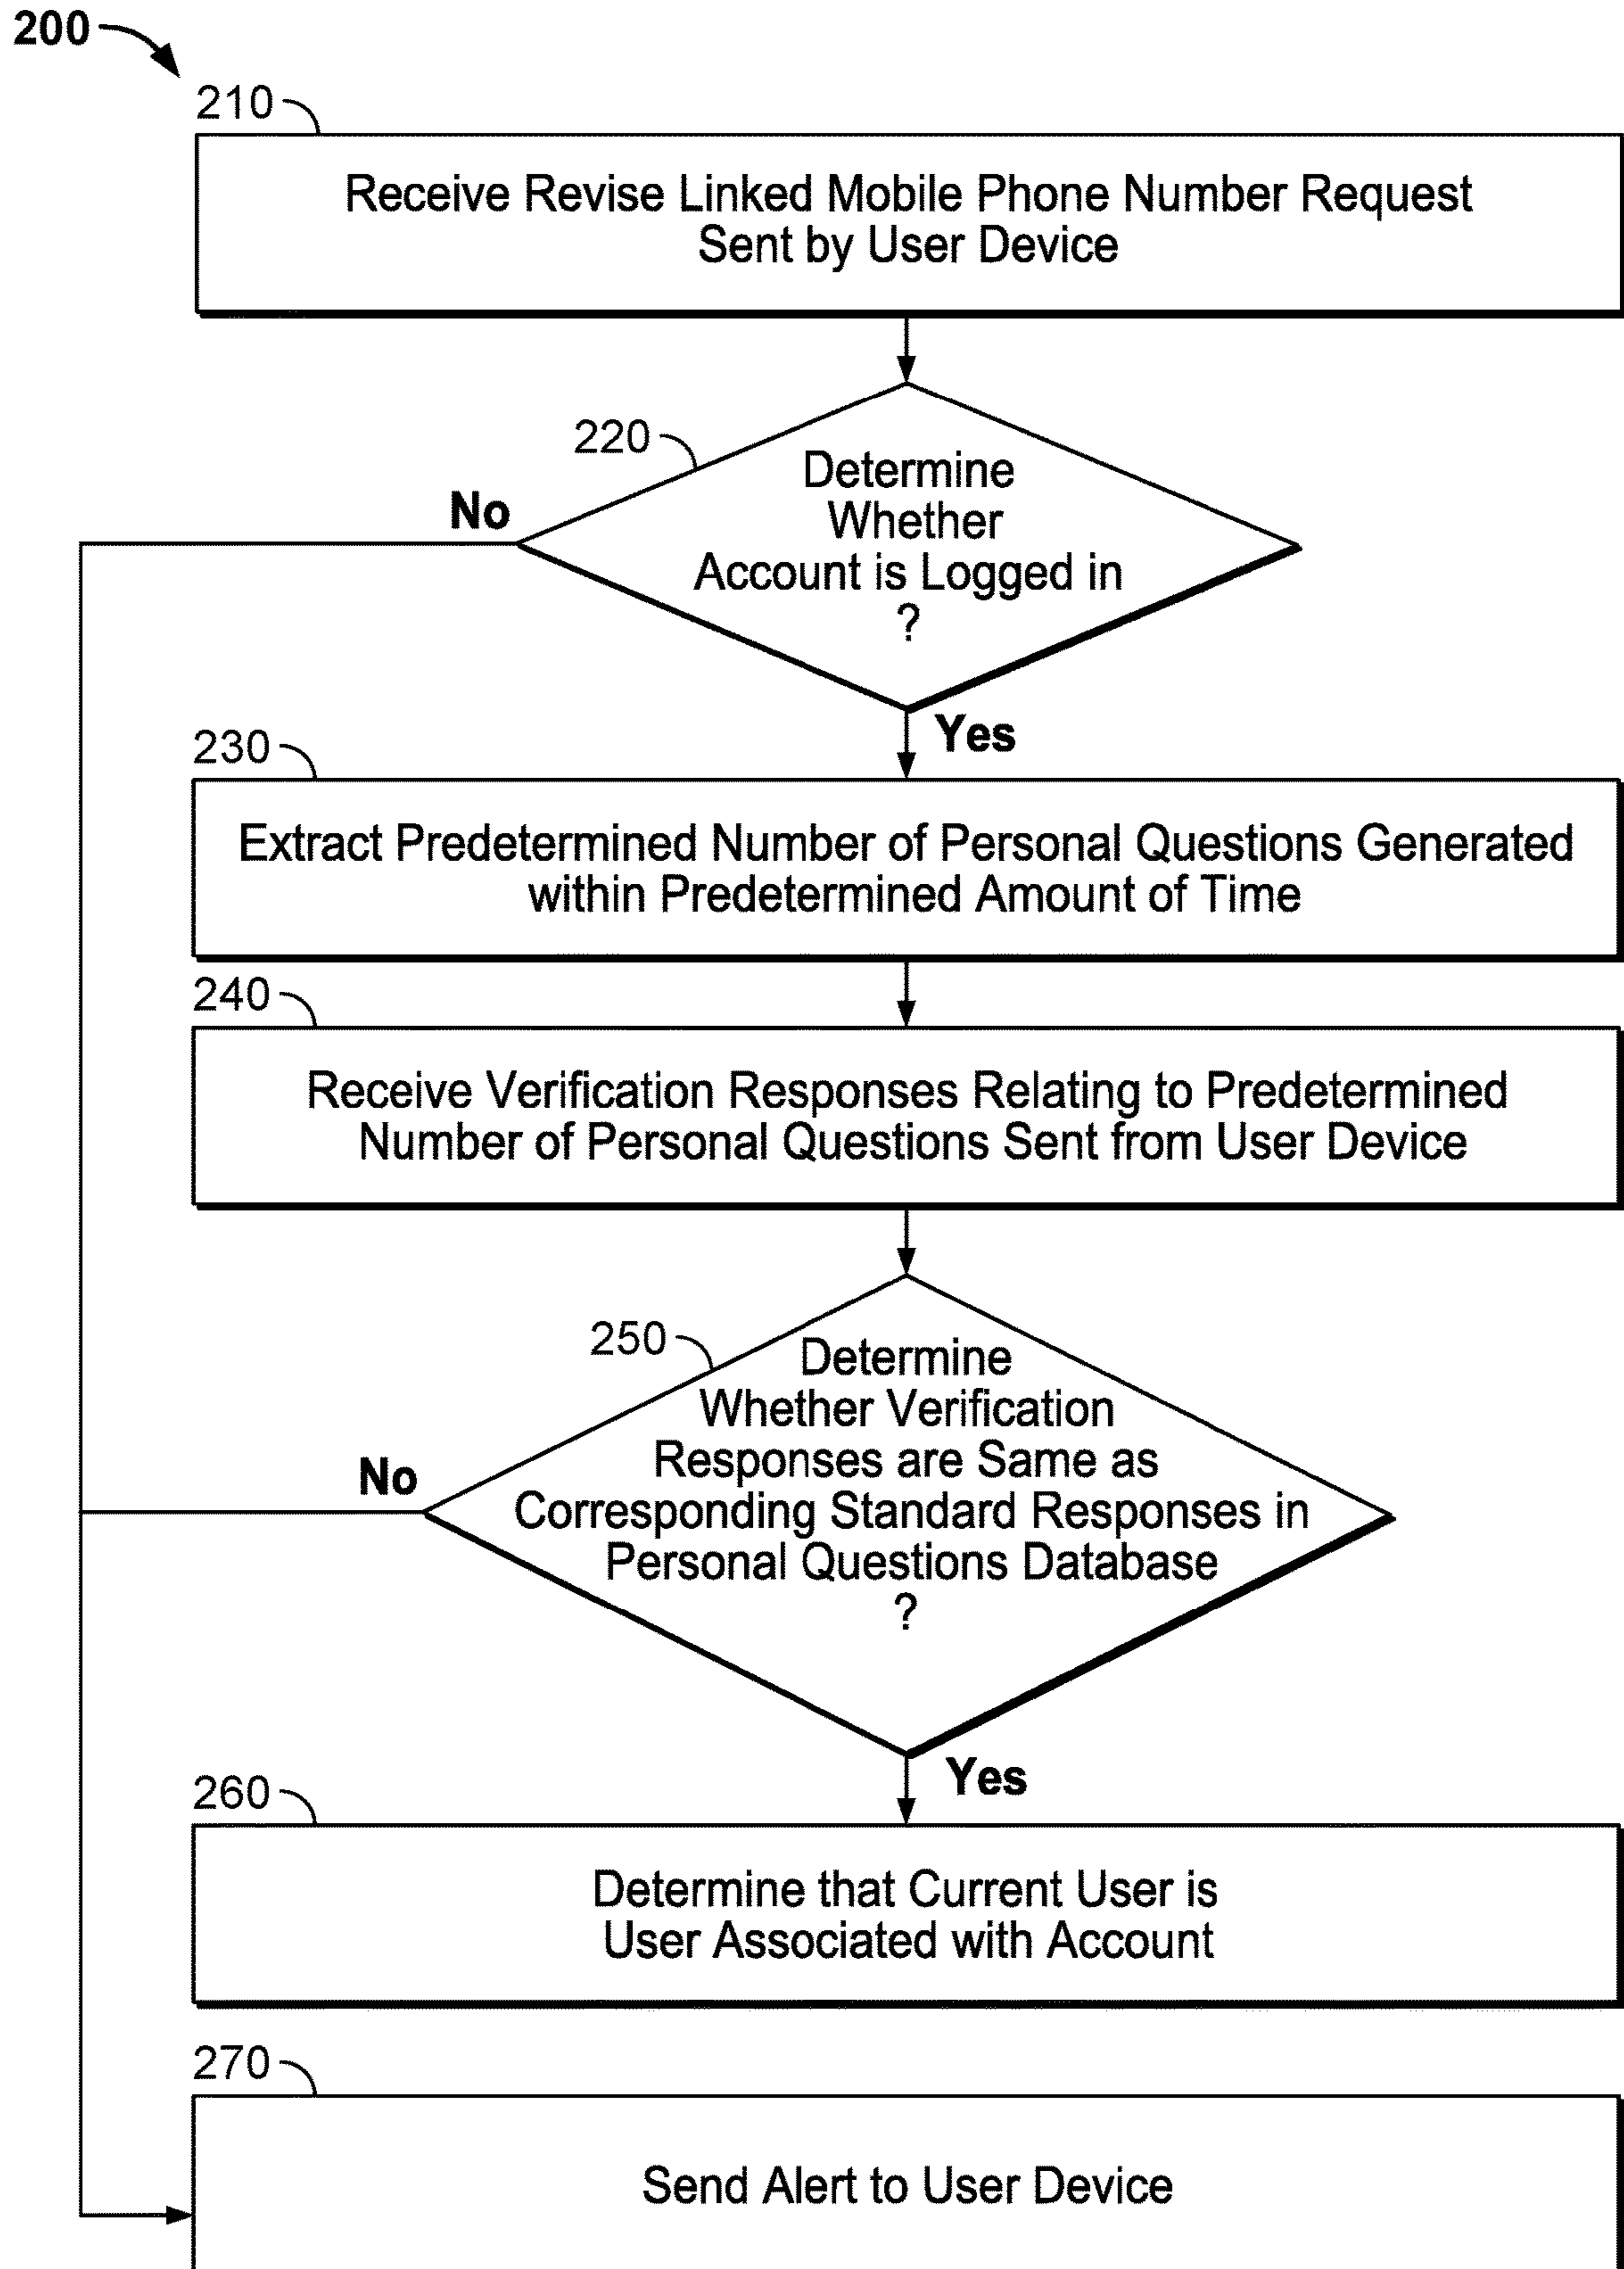 200
210
Receive Revise Linked Mobile Phone Number Request
Sent by User Device
220
Determine
Whether
Account is Logged in
?
No
Yes
230
Extract Predetermined Number of Personal Questions Generated
within Predetermined Amount of Time
240
Receive Verification Responses Relating to Predetermined
Number of Personal Questions Sent from User Device
250
Determine
Whether Verification
Responses are Same as
Corresponding Standard Responses in
Personal Questions Database
?
No
Yes
260
Determine that Current User is
User Associated with Account
270
Send Alert to User Device